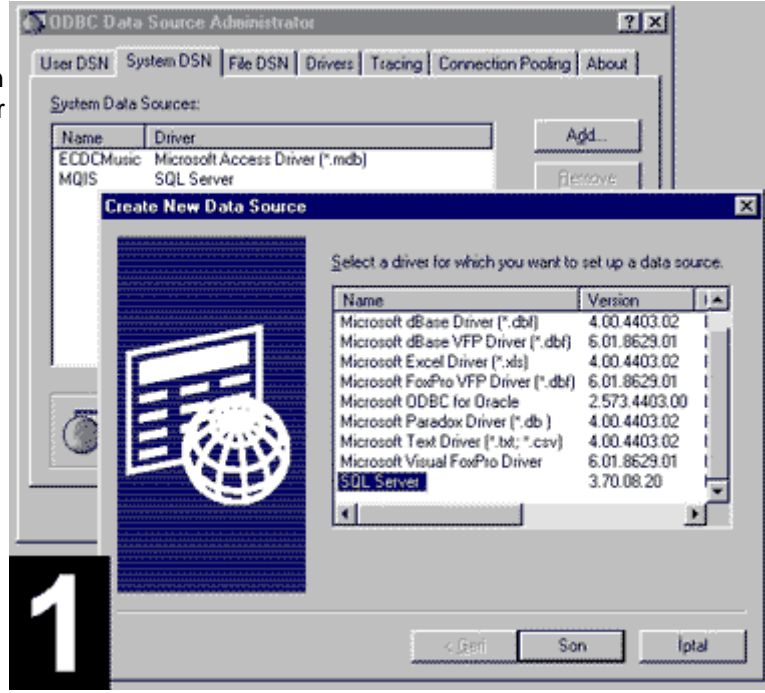 ODBC Data Source Administrator
User DSN System DSN File DSN Drivers Tracing Connection Pooling About
System Data Sources:
Name Driver
Add...
ECDCMusic Microsoft Access Driver (*.mdb)
MQIS SQL Server
Remove
Create New Data Source
Select a driver for which you want to set up a data source.
Name Version
Microsoft dBase Driver (*.dbf) 4.00.4403.02
Microsoft dBase VFP Driver (*.dbf) 6.01.8629.01
Microsoft Excel Driver (*.xls) 4.00.4403.02
Microsoft FoxPro VFP Driver (*.dbf) 6.01.8629.01
Microsoft ODBC for Oracle 2.573.4403.00
Microsoft Paradox Driver (*.db ) 4.00.4403.02
Microsoft Text Driver (*.txt; *.csv) 4.00.4403.02
Microsoft Visual FoxPro Driver 6.01.8629.01
SQL Server 3.70.08.20
1
< Geri Son İptal